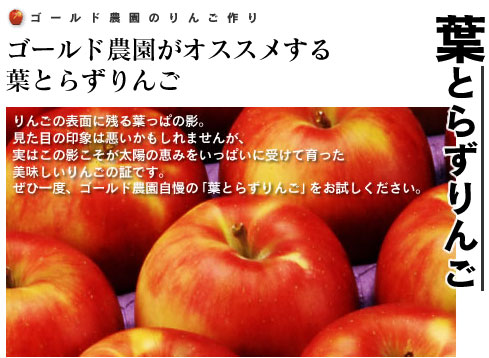 ゴールド農園のりんご作り
ゴールド農園がオススメする
葉とらずりんご
りんごの表面に残る葉っぱの影。
見た目の印象は悪いかもしれませんが、
実はこの影こそが太陽の恵みをいっぱいに受けて育った
美味しいりんごの証です。
ぜひ一度、ゴールド農園自慢の「葉とらずりんご」をお試しください。
葉とらずりんご